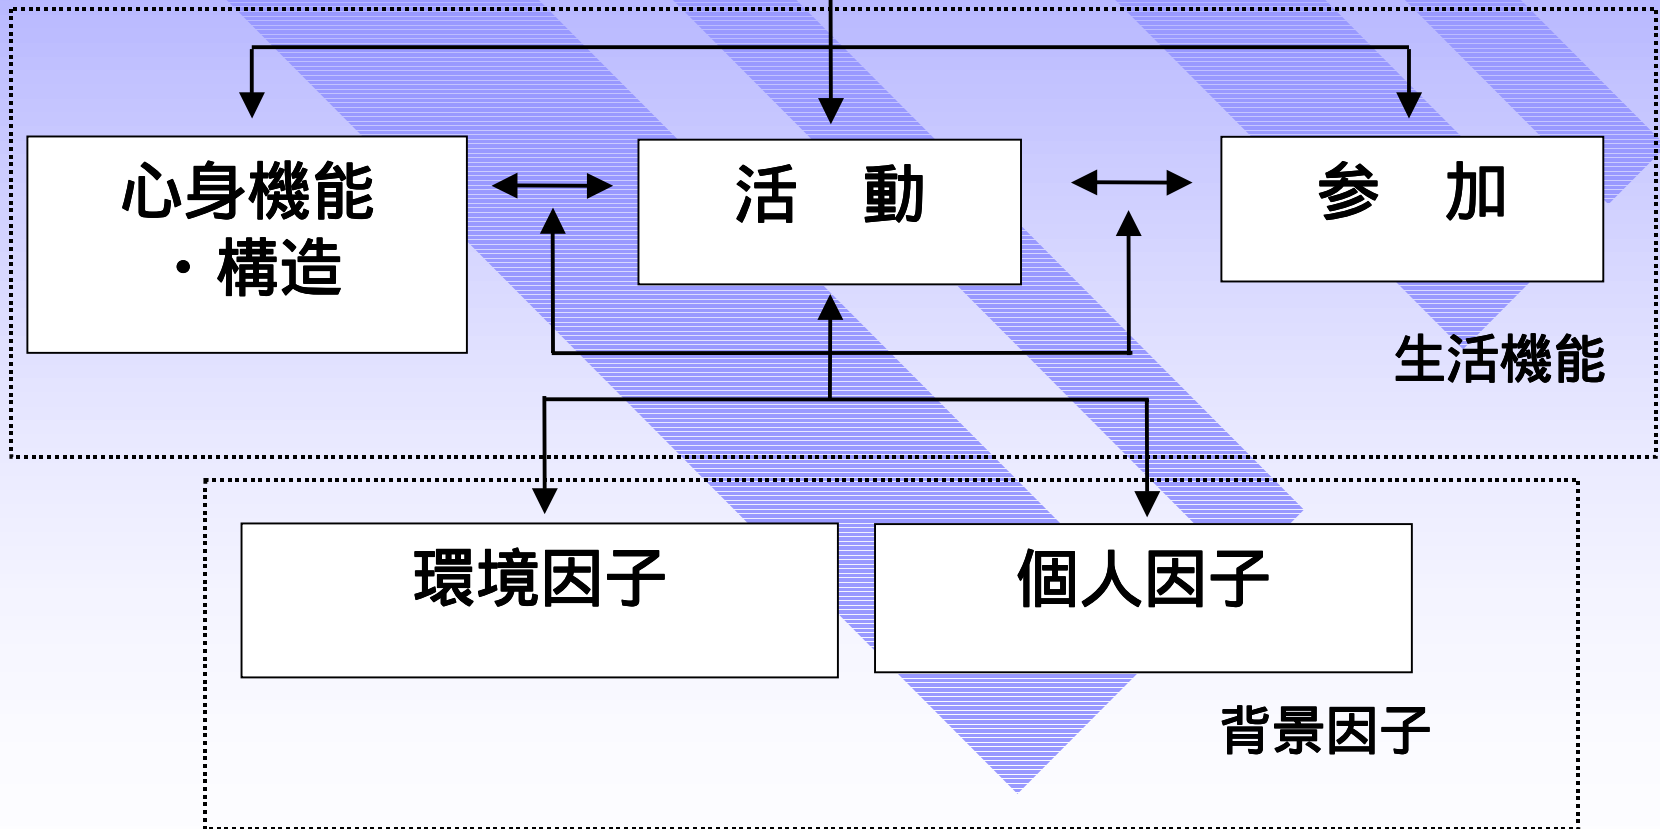 心身機能
・構造
活　動
参　加
生活機能
環境因子
個人因子
背景因子